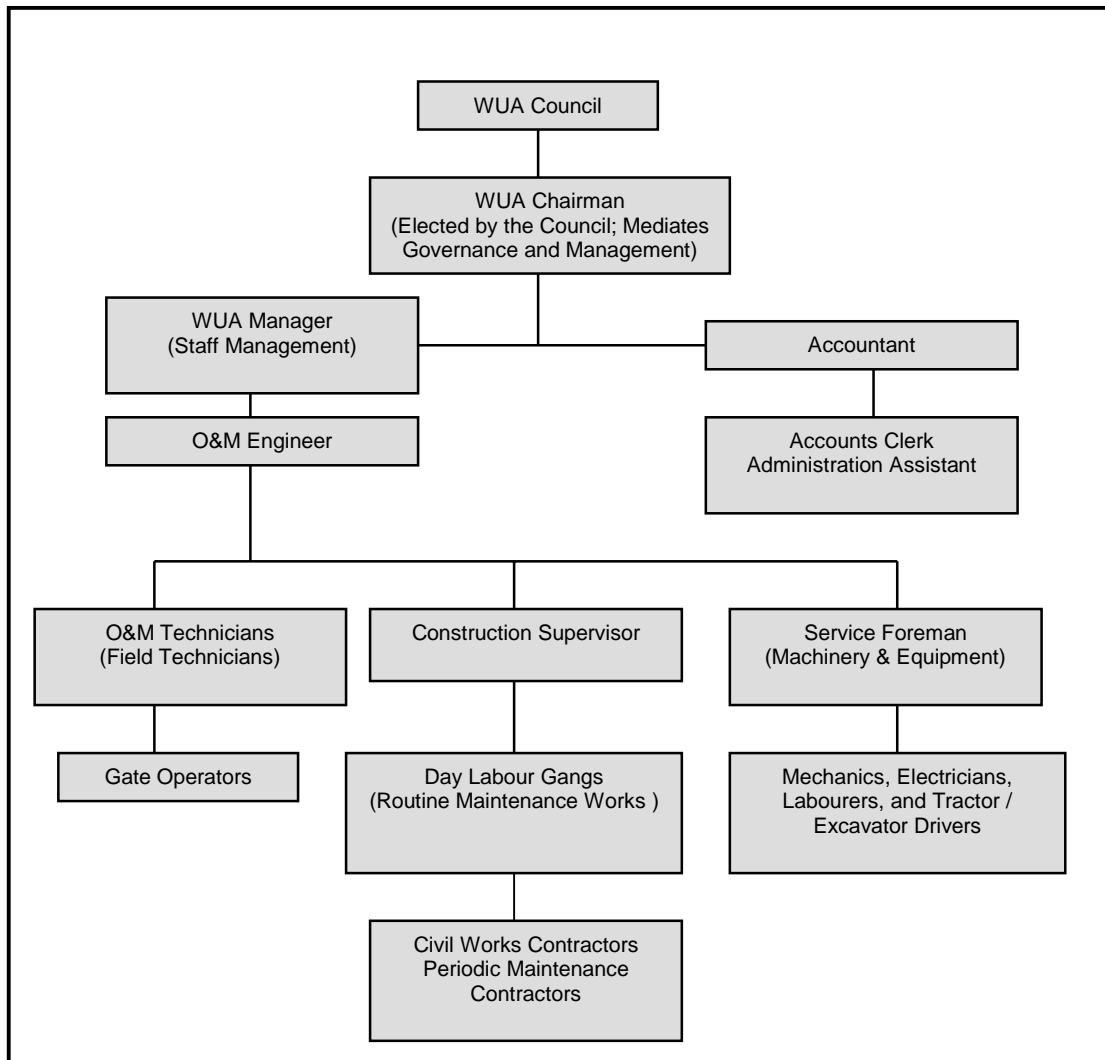 WUA Council
WUA Chairman
(Elected by the Council; Mediates
Governance and Management)
WUA Manager
(Staff Management)
Accountant
O&M Engineer
Accounts Clerk
Administration Assistant
O&M Technicians
(Field Technicians)
Construction Supervisor
Service Foreman
(Machinery & Equipment)
Gate Operators
Day Labour Gangs
(Routine Maintenance Works )
Mechanics, Electricians,
Labourers, and Tractor /
Excavator Drivers
Civil Works Contractors
Periodic Maintenance
Contractors